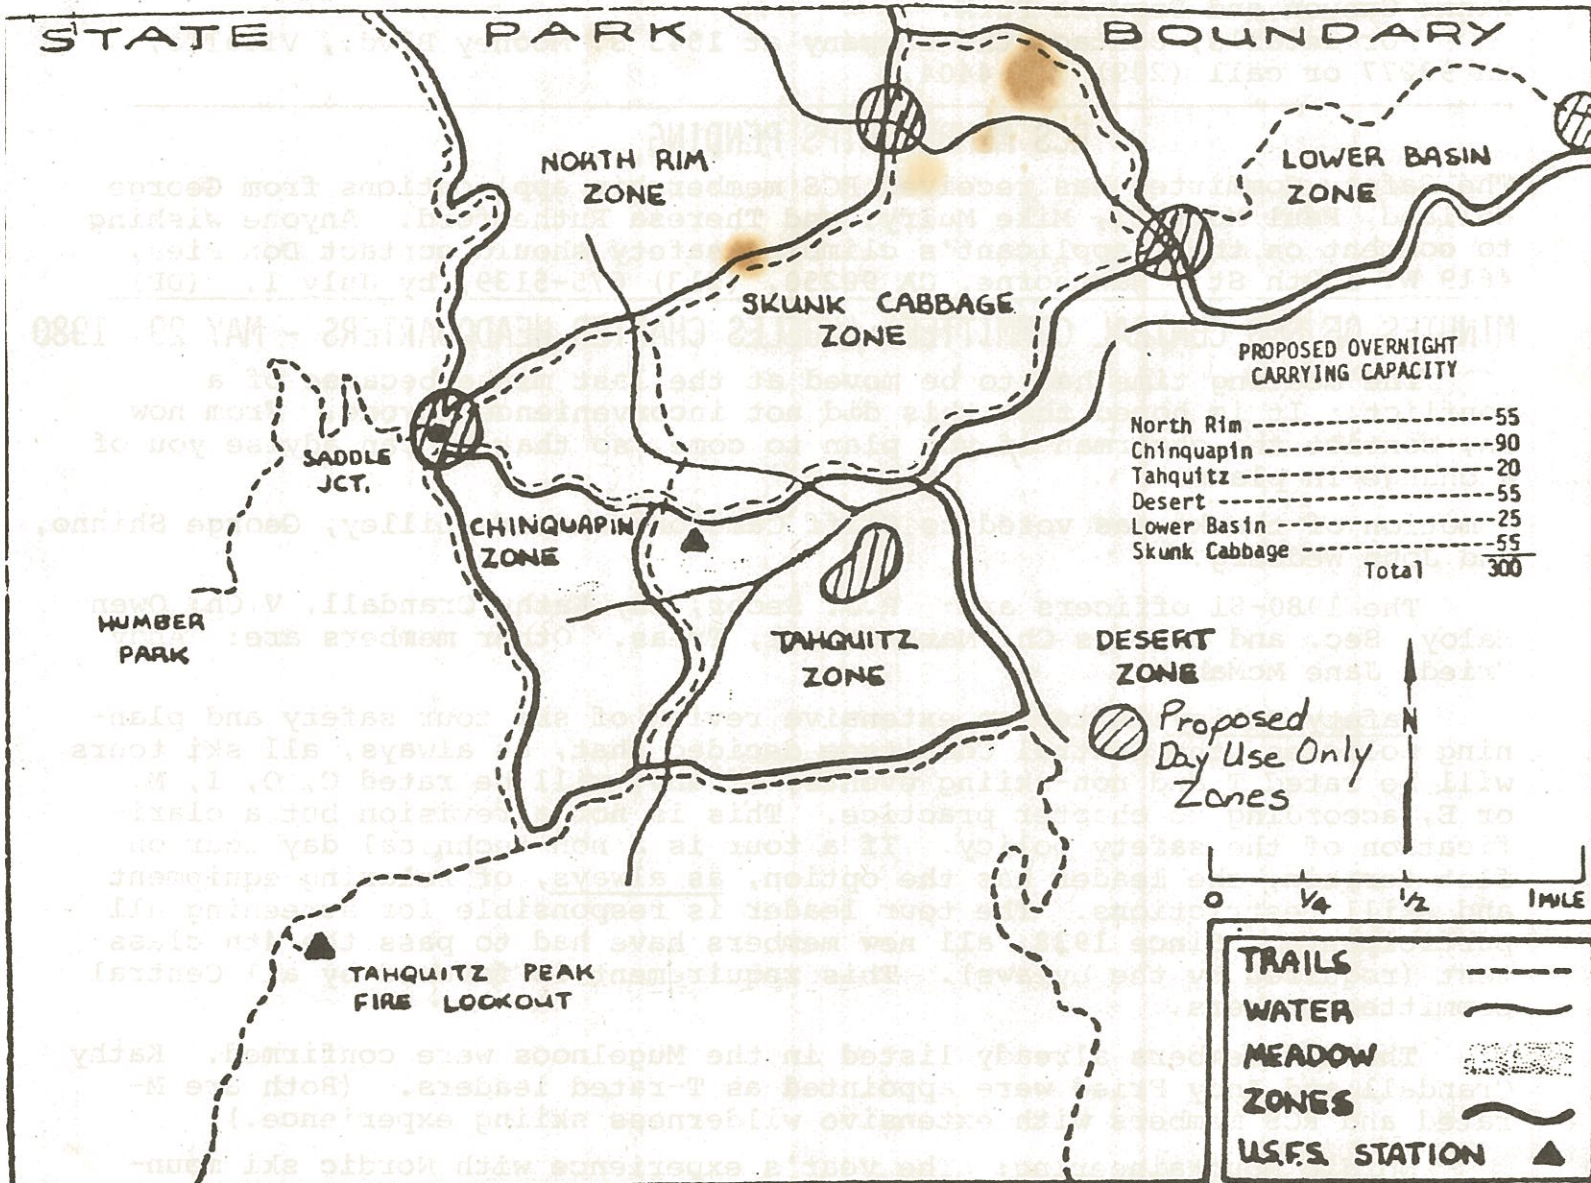 STATE PARK BOUNDARY
NORTH RIM
ZONE
LOWER BASIN
ZONE
SKUNK CABBAGE
ZONE
PROPOSED OVERNIGHT
CARRYING CAPACITY
North Rim ------------------55
Chinquapin -----------------90
Tahquitz -------------------20
Desert ---------------------55
Lower Basin ----------------25
Skunk Cabbage --------------55
Total 300
SADDLE
JCT.
CHINQUAPIN
ZONE
HUMBER
PARK
TAHQUITZ
ZONE
DESERT
ZONE
Proposed
Day Use Only
Zones
N
0 1/4 1/2 1 MILE
TAHQUITZ PEAK
FIRE LOOKOUT
TRAILS
WATER
MEADOW
ZONES
U.S.F.S. STATION